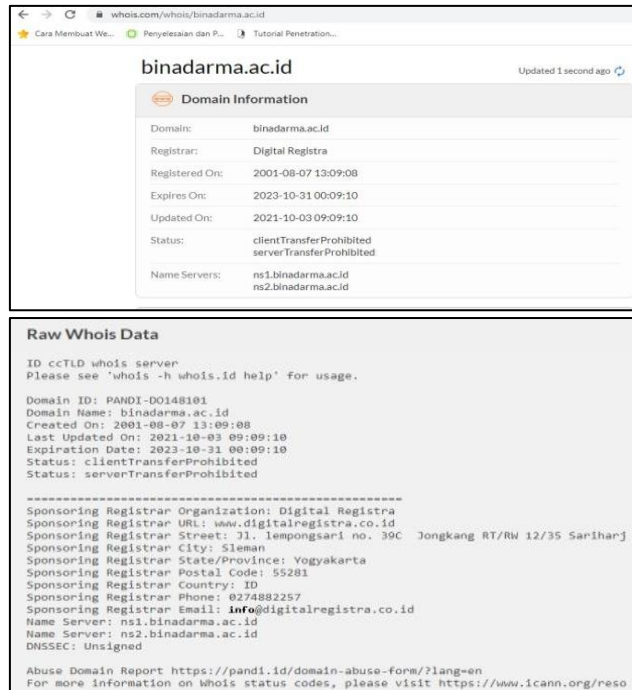 whois.com/whois/binadarma.ac.id
Cara Membuat We... Penyelesaian dan P... Tutorial Penetration...
binadarma.ac.id
Updated 1 second ago
Domain Information
Domain: binadarma.ac.id
Registrar: Digital Registra
Registered On: 2001-08-07 13:09:08
Expires On: 2023-10-31 00:09:10
Updated On: 2021-10-03 09:09:10
Status: clientTransferProhibited
serverTransferProhibited
Name Servers: ns1.binadarma.ac.id
ns2.binadarma.ac.id
Raw Whois Data
ID ccTLD whois server
Please see 'whois -h whois.id help' for usage.
Domain ID: PANDI-DO148101
Domain Name: binadarma.ac.id
Created On: 2001-08-07 13:09:08
Last Updated On: 2021-10-03 09:09:10
Expiration Date: 2023-10-31 00:09:10
Status: clientTransferProhibited
Status: serverTransferProhibited
====================================================
Sponsoring Registrar Organization: Digital Registra
Sponsoring Registrar URL: www.digitalregistra.co.id
Sponsoring Registrar Street: Jl. lempongsari no. 39C Jongkang RT/RW 12/35 Sariharj
Sponsoring Registrar City: Sleman
Sponsoring Registrar State/Province: Yogyakarta
Sponsoring Registrar Postal Code: 55281
Sponsoring Registrar Country: ID
Sponsoring Registrar Phone: 0274882257
Sponsoring Registrar Email: info@digitalregistra.co.id
Name Server: ns1.binadarma.ac.id
Name Server: ns2.binadarma.ac.id
DNSSEC: Unsigned
Abuse Domain Report https://pandi.id/domain-abuse-form/?lang=en
For more information on Whois status codes, please visit https://www.icann.org/reso